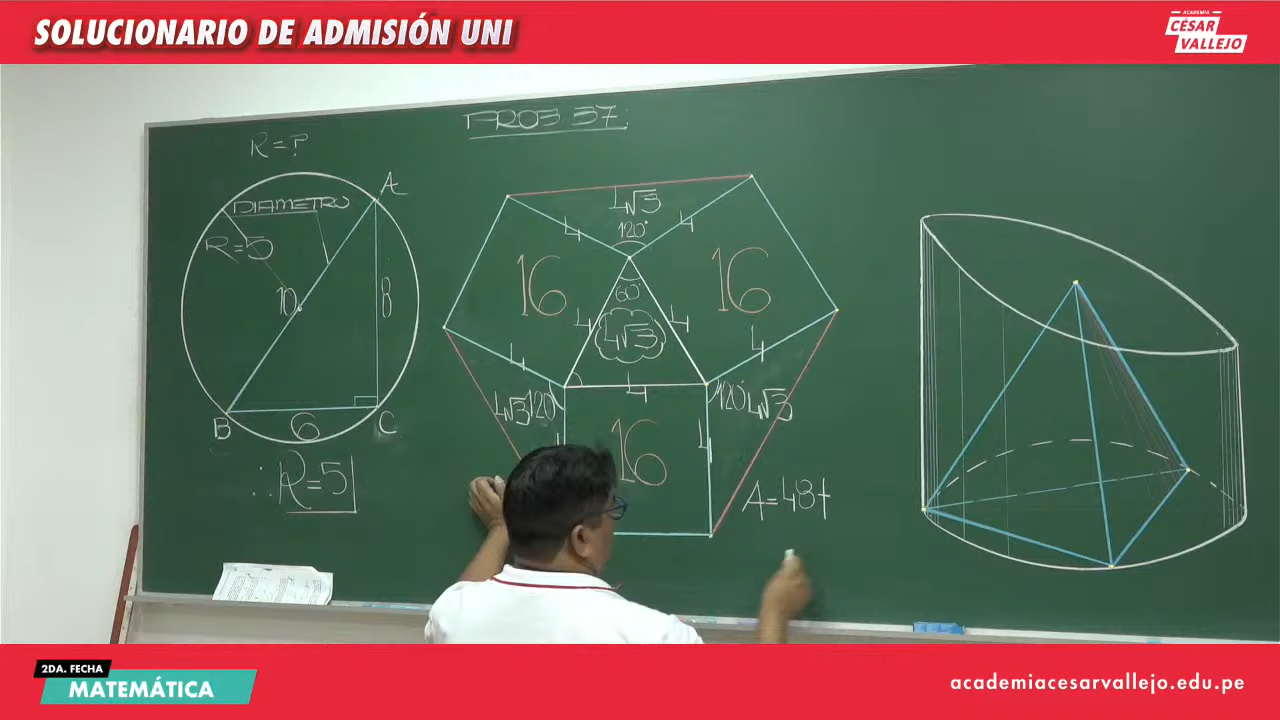 SOLUCIONARIO DE ADMISIÓN UNI
ACADEMIA
CÉSAR
VALLEJO
PROB 37:
R=?
A
DIAMETRO
R=5
10
8
B
6
C
∴ R=5
4√3
120°
4
4
16
16
60°
4
4
4√3
4
4
4
4√3
120
120°
4√3
16
4
A=48+
2DA. FECHA
MATEMÁTICA
academiacesarvallejo.edu.pe